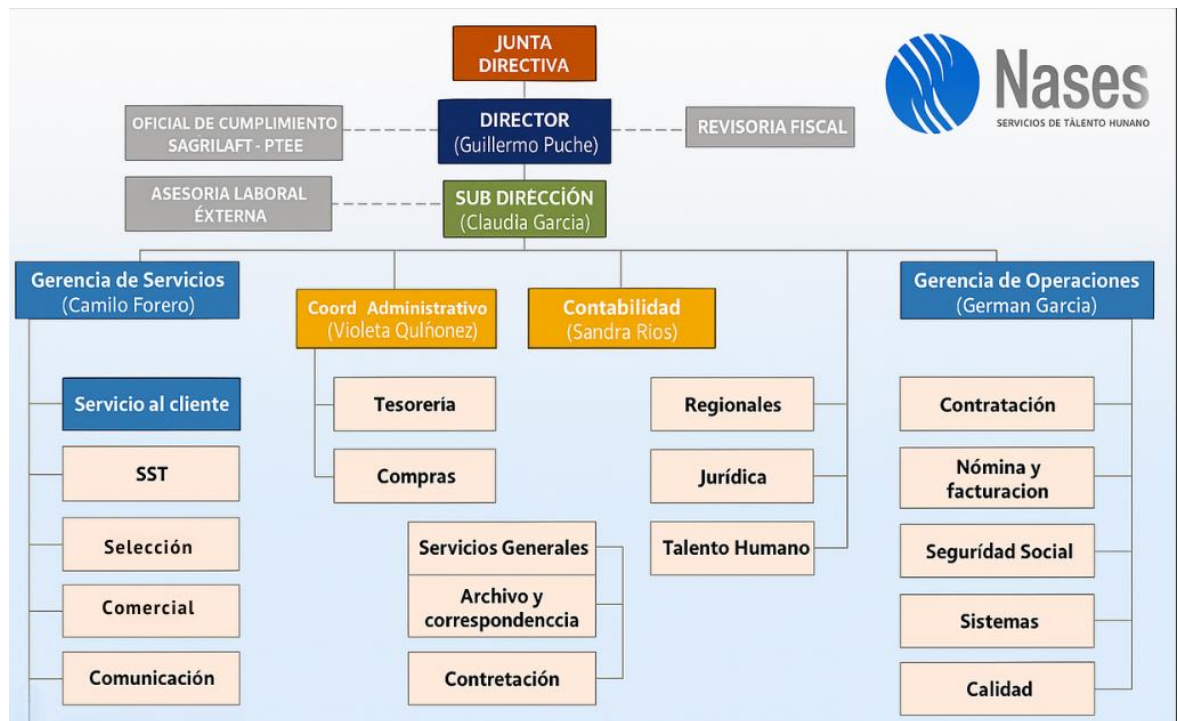 JUNTA
DIRECTIVA
Nases
SERVICIOS DE TÁLENTO HUMANO
OFICIAL DE CUMPLIMIENTO
SAGRILAFT - PTEE
DIRECTOR
(Guillermo Puche)
REVISORIA FISCAL
ASESORIA LABORAL
ÉXTERNA
SUB DIRECCIÓN
(Claudia Garcia)
Gerencia de Servicios
(Camilo Forero)
Coord Administrativo
(Violeta Quiñonez)
Contabilidad
(Sandra Rios)
Gerencia de Operaciones
(German Garcia)
Servicio al cliente
Tesorería
Regionales
Contratación
SST
Compras
Jurídica
Nómina y
facturacion
Selección
Servicios Generales
Talento Humano
Segurídad Social
Comercial
Archivo y
correspondenccia
Sistemas
Comunicación
Contretación
Calidad